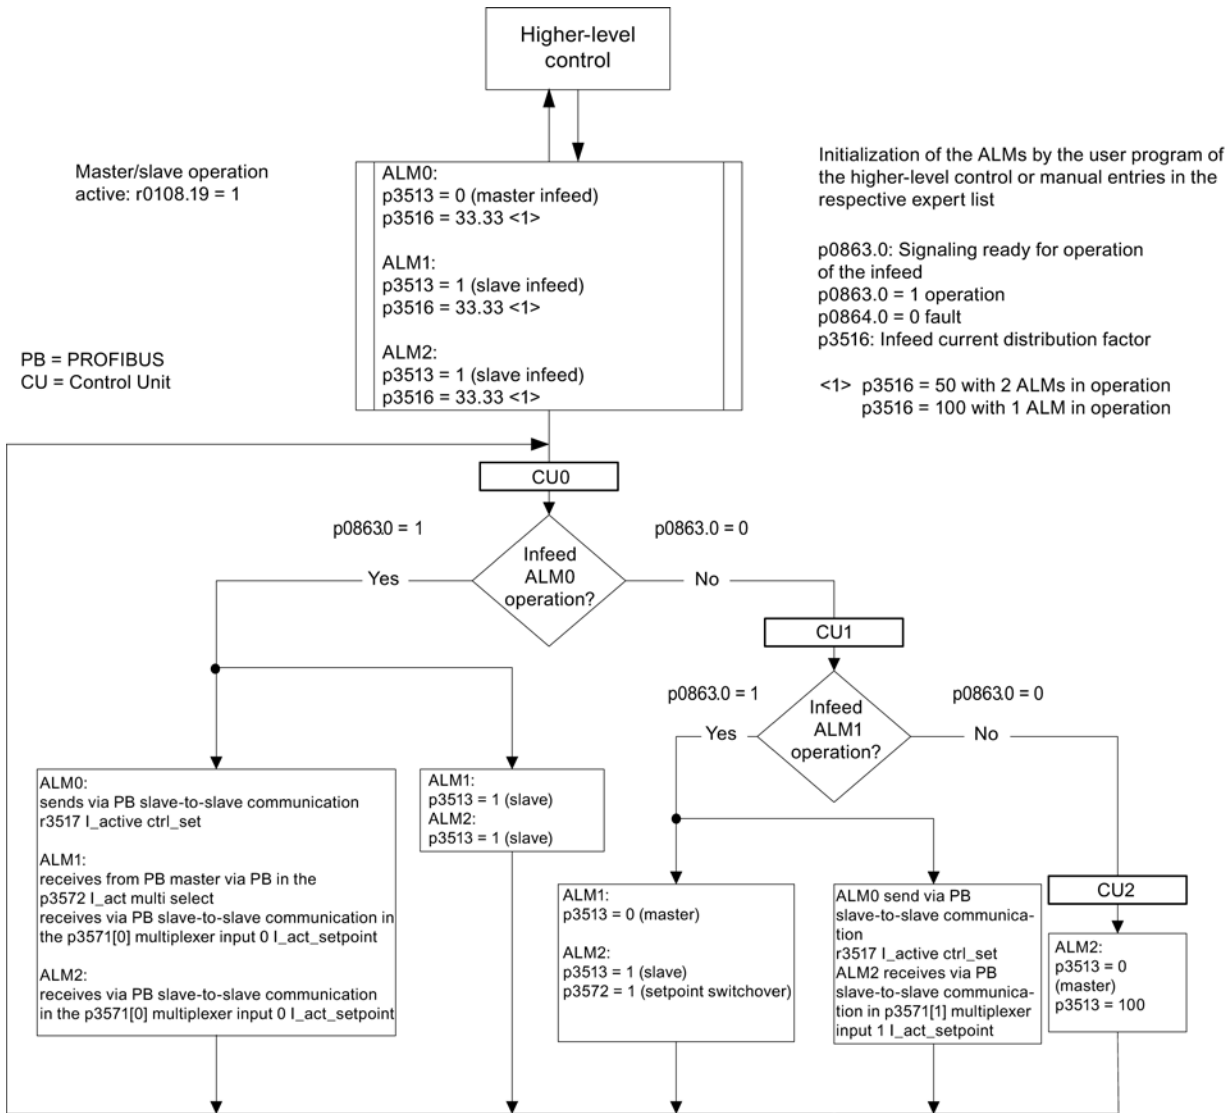 Higher-level
control
Master/slave operation
active: r0108.19 = 1
PB = PROFIBUS
CU = Control Unit
ALM0:
p3513 = 0 (master infeed)
p3516 = 33.33 <1>
ALM1:
p3513 = 1 (slave infeed)
p3516 = 33.33 <1>
ALM2:
p3513 = 1 (slave infeed)
p3516 = 33.33 <1>
Initialization of the ALMs by the user program of
the higher-level control or manual entries in the
respective expert list
p0863.0: Signaling ready for operation
of the infeed
p0863.0 = 1 operation
p0864.0 = 0 fault
p3516: Infeed current distribution factor
<1> p3516 = 50 with 2 ALMs in operation
p3516 = 100 with 1 ALM in operation
CU0
p0863.0 = 1
p0863.0 = 0
Infeed
ALM0
operation?
Yes
No
CU1
p0863.0 = 1
p0863.0 = 0
Infeed
ALM1
operation?
Yes
No
ALM0:
sends via PB slave-to-slave communication
r3517 I_active ctrl_set
ALM1:
receives from PB master via PB in the
p3572 I_act multi select
receives via PB slave-to-slave communication in
the p3571[0] multiplexer input 0 I_act_setpoint
ALM2:
receives via PB slave-to-slave communication
in the p3571[0] multiplexer input 0 I_act_setpoint
ALM1:
p3513 = 1 (slave)
ALM2:
p3513 = 1 (slave)
ALM1:
p3513 = 0 (master)
ALM2:
p3513 = 1 (slave)
p3572 = 1 (setpoint switchover)
ALM0 send via PB
slave-to-slave communica-
tion
r3517 I_active ctrl_set
ALM2 receives via PB
slave-to-slave communica-
tion in p3571[1] multiplexer
input 1 I_act_setpoint
CU2
ALM2:
p3513 = 0
(master)
p3513 = 100